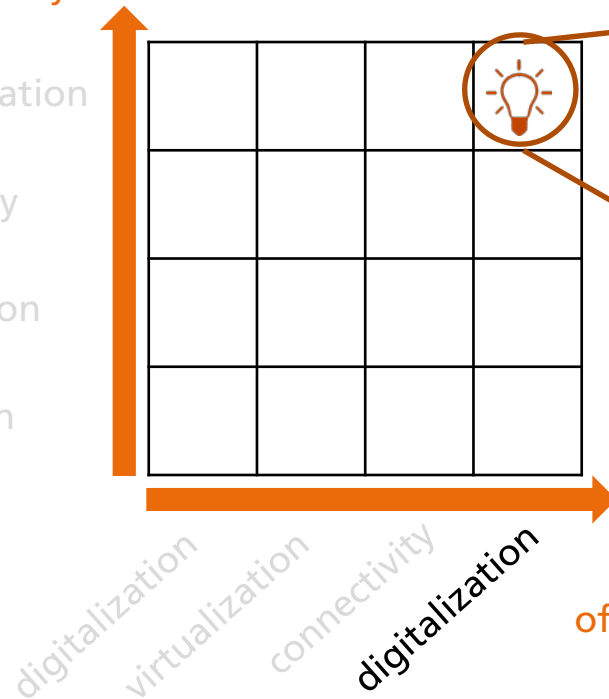 y
ation
y
on
n
digitalization
virtualization
connectivity
digitalization
of